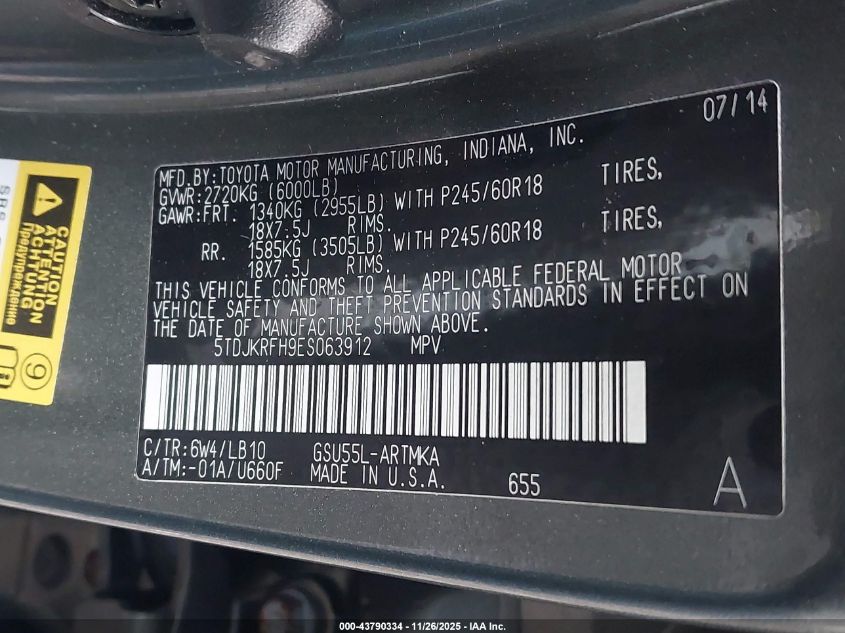 07/14
MFD.BY:TOYOTA MOTOR MANUFACTURING, INDIANA, INC.
GVWR:2720KG (6000LB)
GAWR:FRT. 1340KG (2955LB) WITH P245/60R18 TIRES,
18X7.5J RIMS.
RR. 1585KG (3505LB) WITH P245/60R18 TIRES,
18X7.5J RIMS.
THIS VEHICLE CONFORMS TO ALL APPLICABLE FEDERAL MOTOR
VEHICLE SAFETY AND THEFT PREVENTION STANDARDS IN EFFECT ON
THE DATE OF MANUFACTURE SHOWN ABOVE.
5TDJKRFH9ES063912 MPV
C/TR:6W4/LB10 GSU55L-ARTMKA
A/TM:-01A/U660F MADE IN U.S.A. 655 A
CAUTION
ATTENTION
ACHTUNG
Предупреждение
9
000-43790334 - 11/26/2025 - IAA Inc.